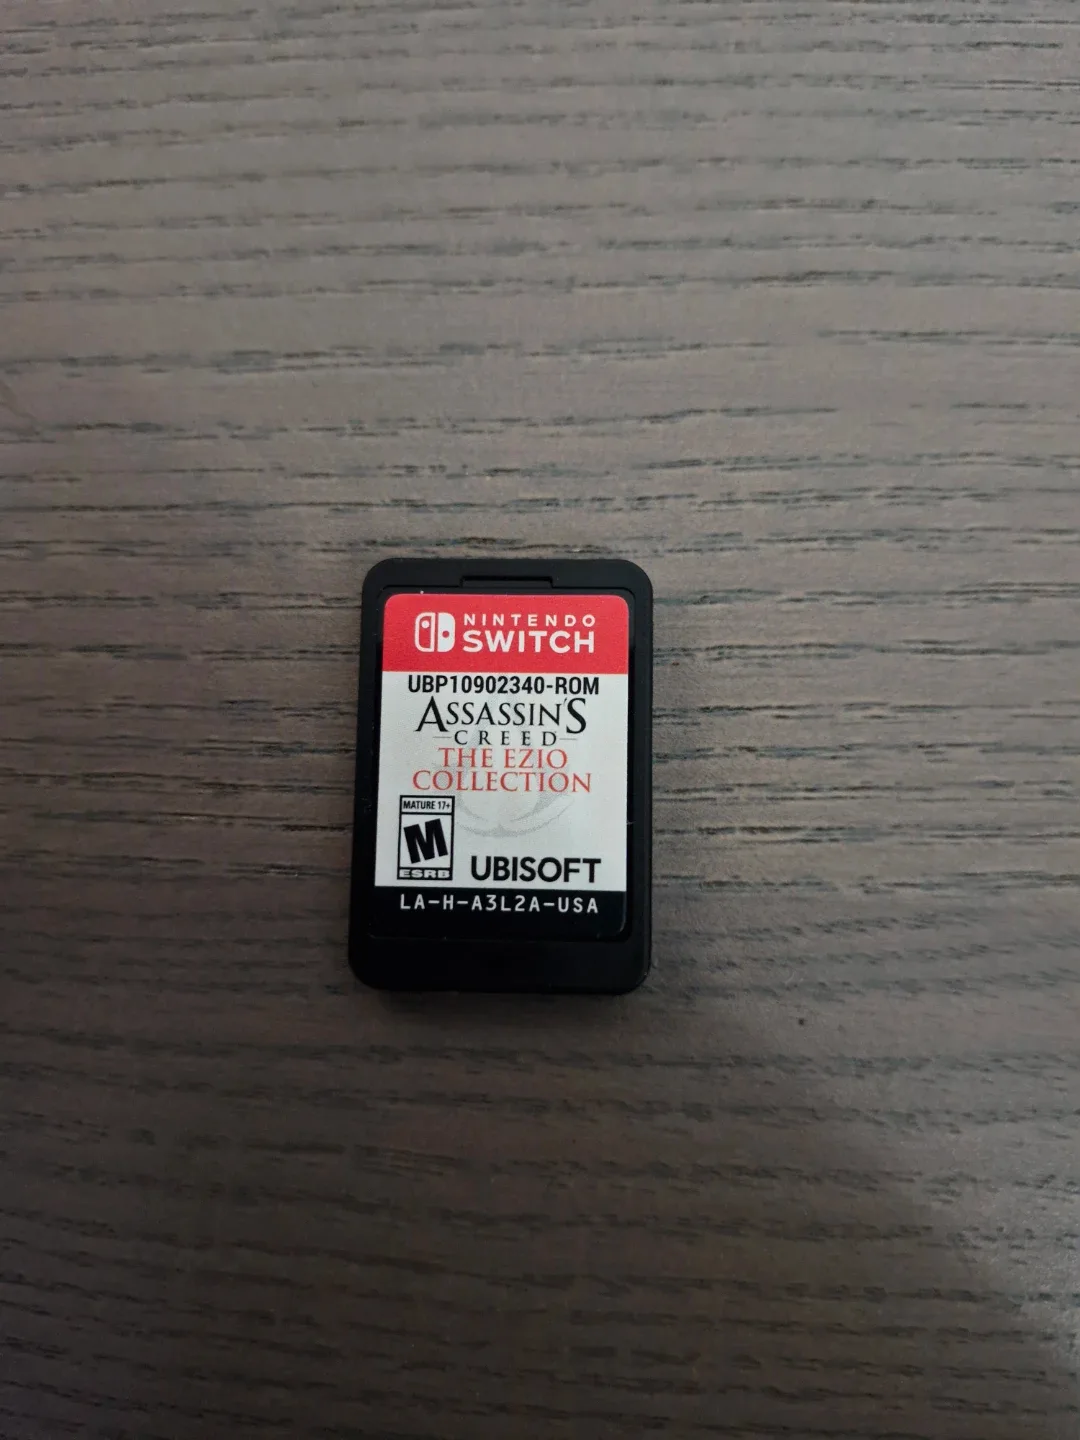 NINTENDO
SWITCH
UBP10902340-ROM
ASSASSIN'S
CREED
THE EZIO
COLLECTION
MATURE 17+
M
ESRB
UBISOFT
LA-H-A3L2A-USA